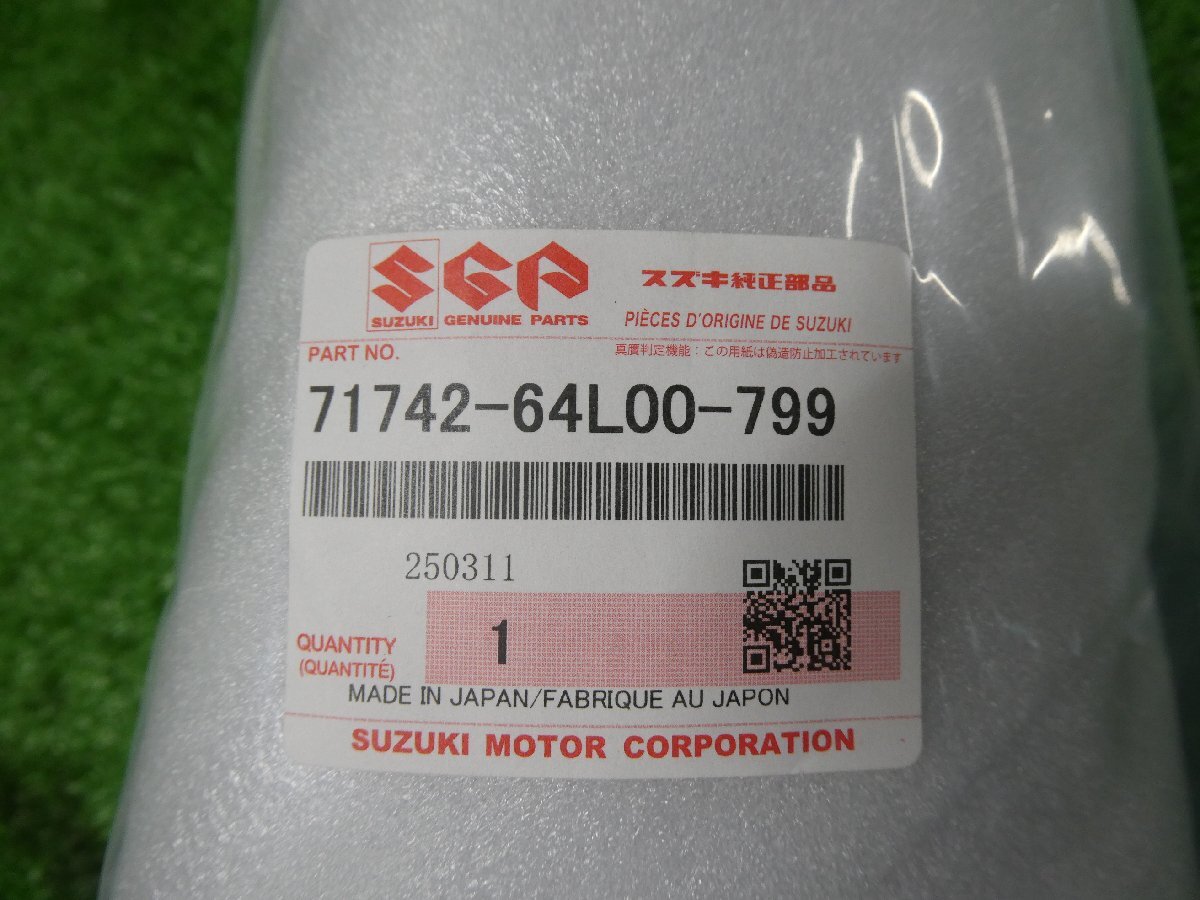 SGP
SUZUKI GENUINE PARTS
スズキ純正部品
PIÈCES D'ORIGINE DE SUZUKI
PART NO.
真贋判定機能：この用紙は偽造防止加工されています
71742-64L00-799
250311
QUANTITY
(QUANTITÉ)
1
MADE IN JAPAN/FABRIQUE AU JAPON
SUZUKI MOTOR CORPORATION